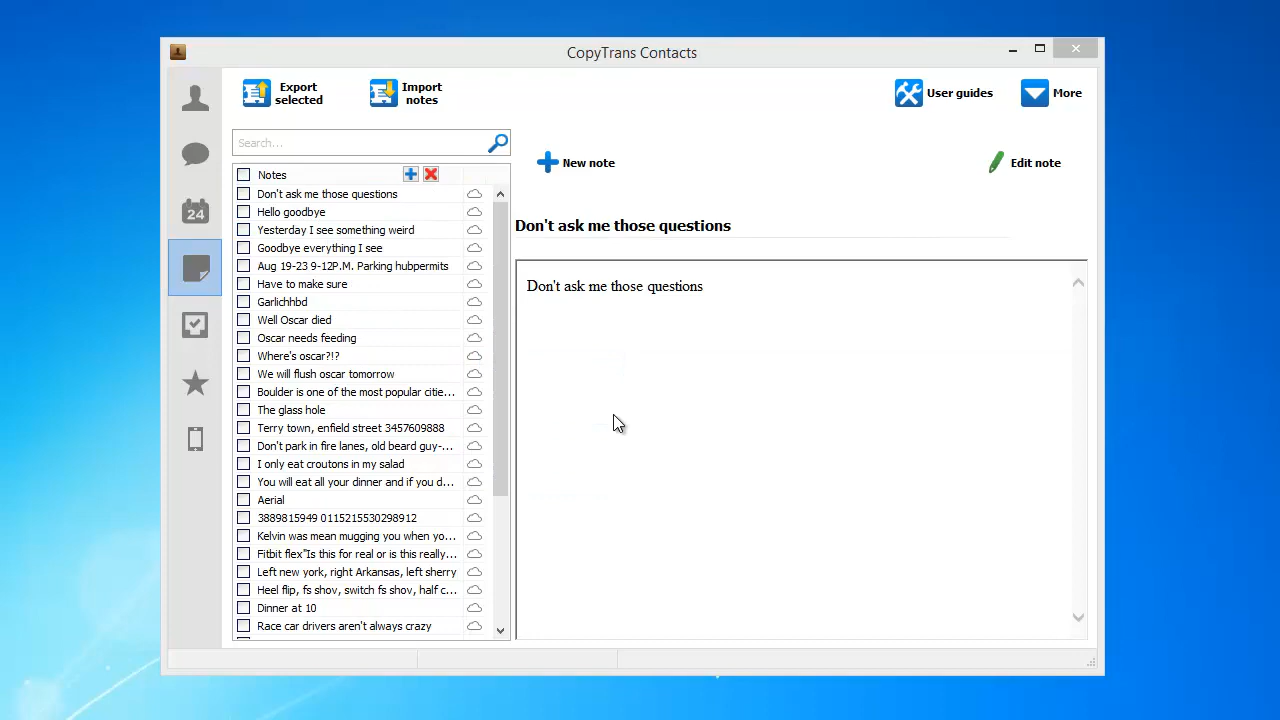 CopyTrans Contacts
Export selected
Import notes
User guides
More
Search...
New note
Edit note
24
Notes
Don't ask me those questions
Hello goodbye
Yesterday I see something weird
Goodbye everything I see
Aug 19-23 9-12P.M. Parking hubpermits
Have to make sure
Garlichhbd
Well Oscar died
Oscar needs feeding
Where's oscar?!?
We will flush oscar tomorrow
Boulder is one of the most popular citie...
The glass hole
Terry town, enfield street 3457609888
Don't park in fire lanes, old beard guy-...
I only eat croutons in my salad
You will eat all your dinner and if you d...
Aerial
3889815949 0115215530298912
Kelvin was mean mugging you when yo...
Fitbit flex"Is this for real or is this really...
Left new york, right Arkansas, left sherry
Heel flip, fs shov, switch fs shov, half c...
Dinner at 10
Race car drivers aren't always crazy
Don't ask me those questions
Don't ask me those questions